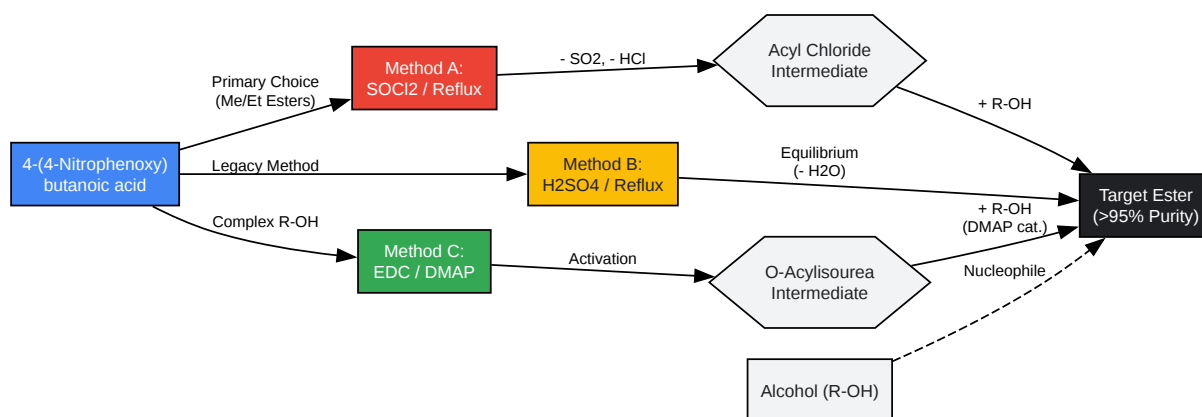 4-(4-Nitrophenoxy)
butanoic acid
Primary Choice
(Me/Et Esters)
Legacy Method
Complex R-OH
Method A:
SOCl2 / Reflux
Method B:
H2SO4 / Reflux
Method C:
EDC / DMAP
- SO2, - HCl
Activation
Acyl Chloride
Intermediate
O-Acylisourea
Intermediate
Alcohol (R-OH)
+ R-OH
Equilibrium
(- H2O)
+ R-OH
(DMAP cat.)
Nucleophile
Target Ester
(>95% Purity)